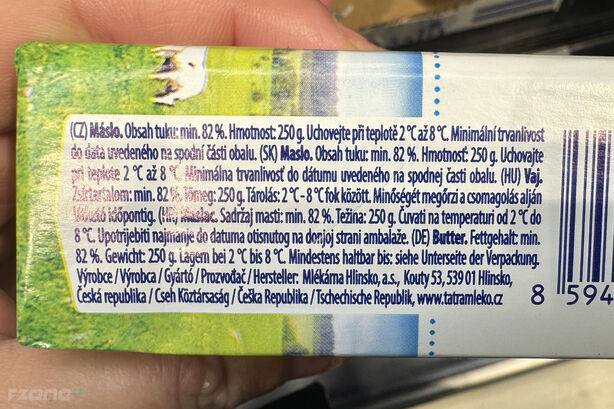 (CZ) Máslo. Obsah tuku: min. 82 %. Hmotnost: 250 g. Uchovejte při teplotě 2 °C až 8 °C. Minimální trvanlivost
do data uvedeného na spodní části obalu. (SK) Maslo. Obsah tuku: min. 82 %. Hmotnosť: 250 g. Uchovajte
pri teplote 2 °C až 8 °C. Minimálna trvanlivosť do dátumu uvedeného na spodnej časti obalu. (HU) Vaj.
Zsírtartalom: min. 82 %. Tömeg: 250 g. Tárolás: 2 °C - 8 °C fok között. Minőségét megőrzi a csomagolás alján
időpontig. (HR) Maslac. Sadržaj masti: min. 82 %. Težina: 250 g. Čuvati na temperaturi od 2 °C do
8 °C. Upotrijebiti najmanje do datuma otisnutog na donjoj strani ambalaže. (DE) Butter. Fettgehalt: min.
82 %. Gewicht: 250 g. Lagern bei 2 °C bis 8 °C. Mindestens haltbar bis: siehe Unterseite der Verpackung.
Výrobce / Výrobca / Gyártó / Prozvođač / Hersteller: Mlékárna Hlinsko, a.s., Kouty 53, 539 01 Hlinsko,
Česká republika / Cseh Köztársaság / Češka Republika / Tschechische Republik, www.tatramleko.cz
8 594
FZONE